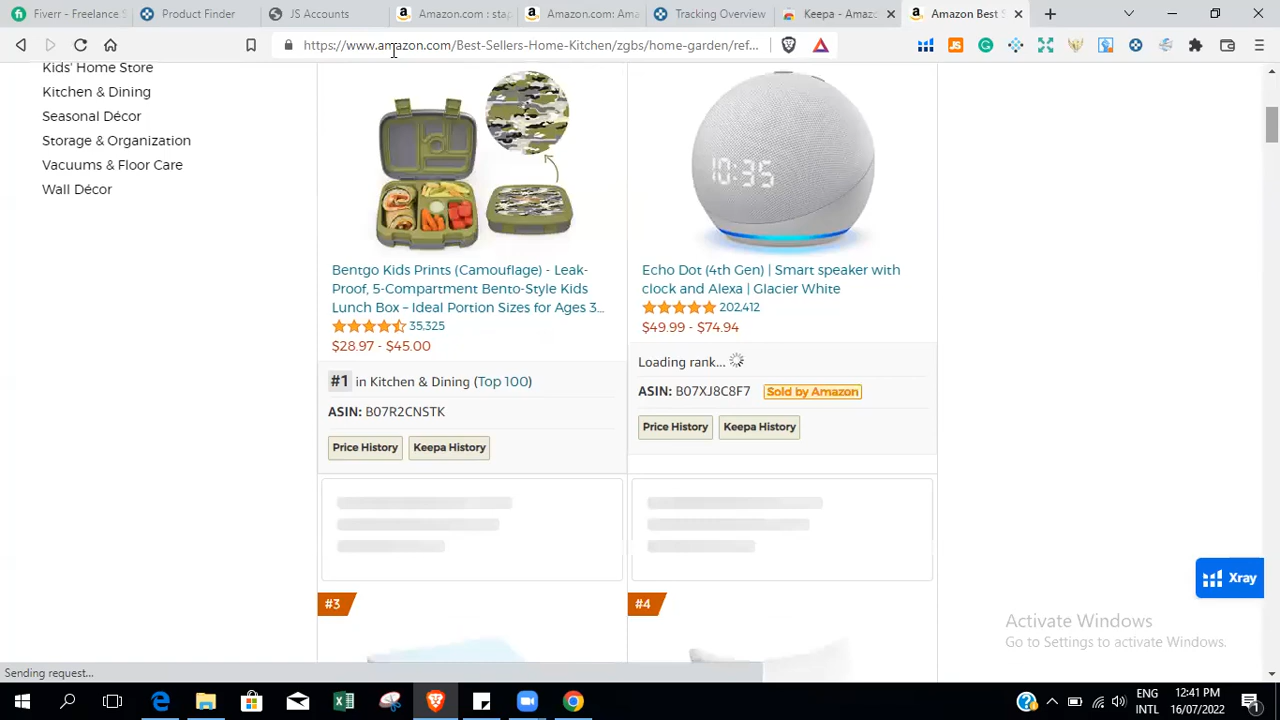 Fiverr - Freelance S
Product Finder
JS Accounts
Amazon.com : sta
Amazon.com: Ama
Tracking Overview
Keepa - Amaz
Amazon Best S
https://www.amazon.com/Best-Sellers-Home-Kitchen/zgbs/home-garden/ref...
Kids' Home Store
Kitchen & Dining
Seasonal Décor
Storage & Organization
Vacuums & Floor Care
Wall Décor
10:35
Bentgo Kids Prints (Camouflage) - Leak-
Proof, 5-Compartment Bento-Style Kids
Lunch Box – Ideal Portion Sizes for Ages 3...
35,325
$28.97 - $45.00
#1 in Kitchen & Dining (Top 100)
ASIN: B07R2CNSTK
Price History
Keepa History
Echo Dot (4th Gen) | Smart speaker with
clock and Alexa | Glacier White
202,412
$49.99 - $74.94
Loading rank...
ASIN: B07XJ8C8F7 Sold by Amazon
Price History
Keepa History
#3
#4
Xray
Activate Windows
Go to Settings to activate Windows.
Sending request...
ENG
INTL
12:41 PM
16/07/2022
1